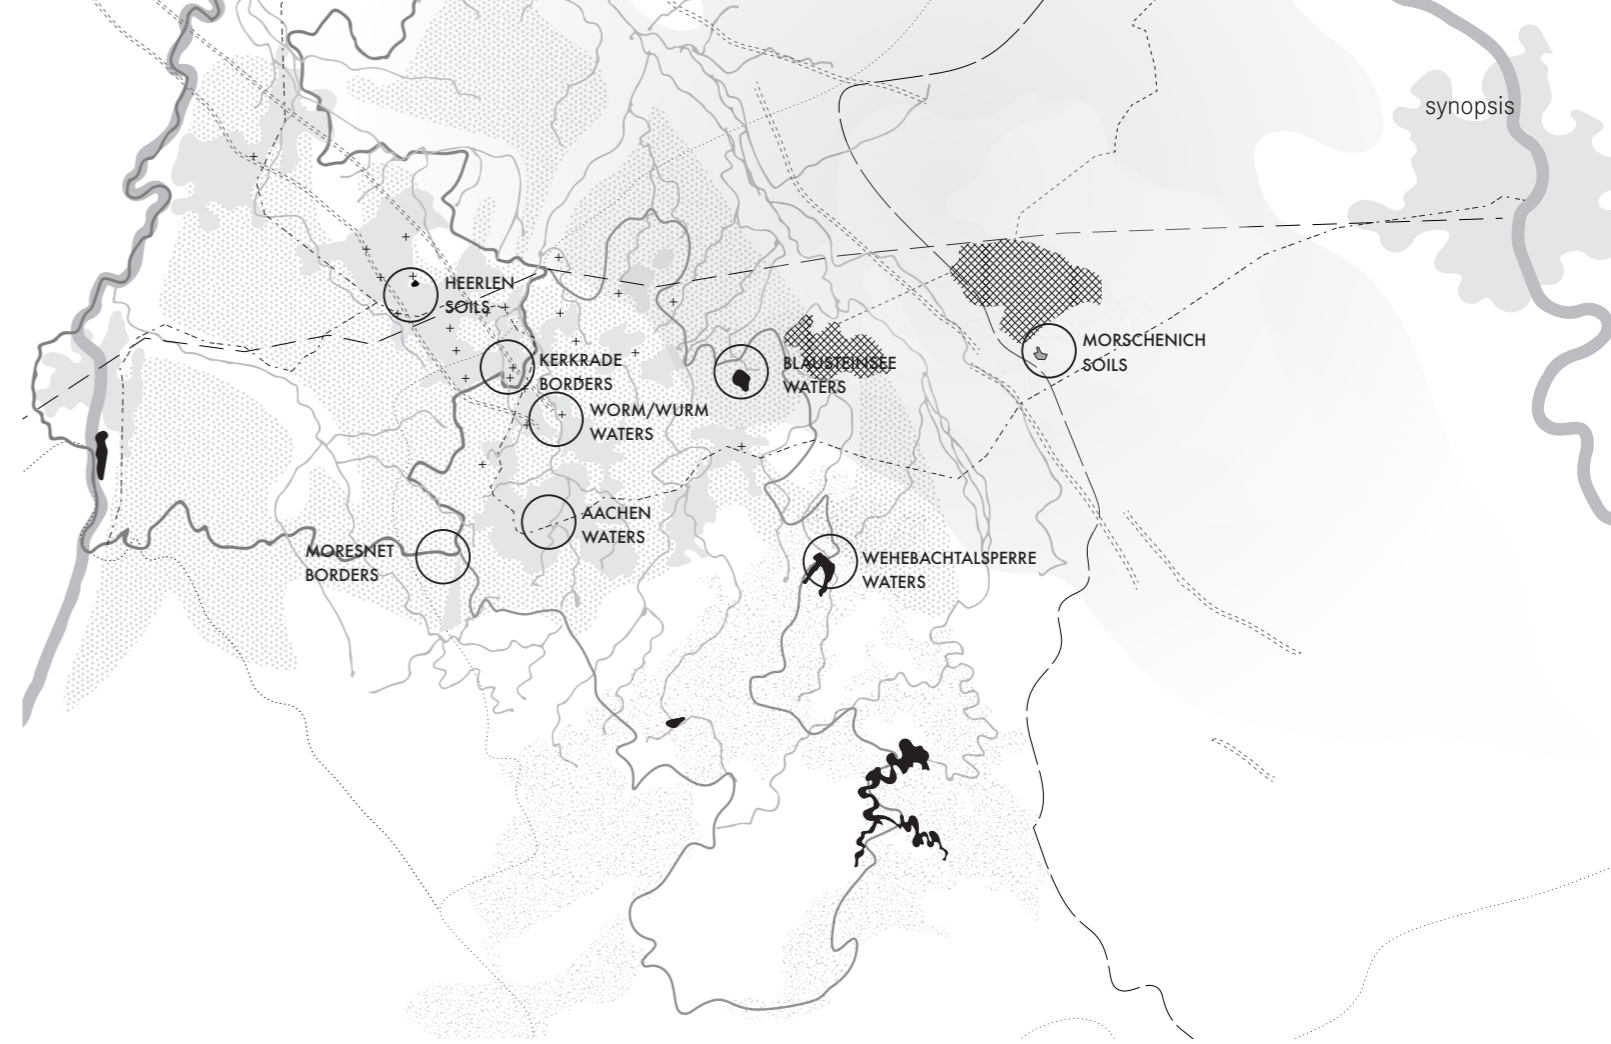 synopsis
HEERLEN
SOILS
MORSCHENICH
SOILS
KERKRADE
BORDERS
BLAUSTEINSEE
WATERS
WORM/WURM
WATERS
AACHEN
WATERS
MORESNET
BORDERS
WEHEBACHTALSPERRE
WATERS